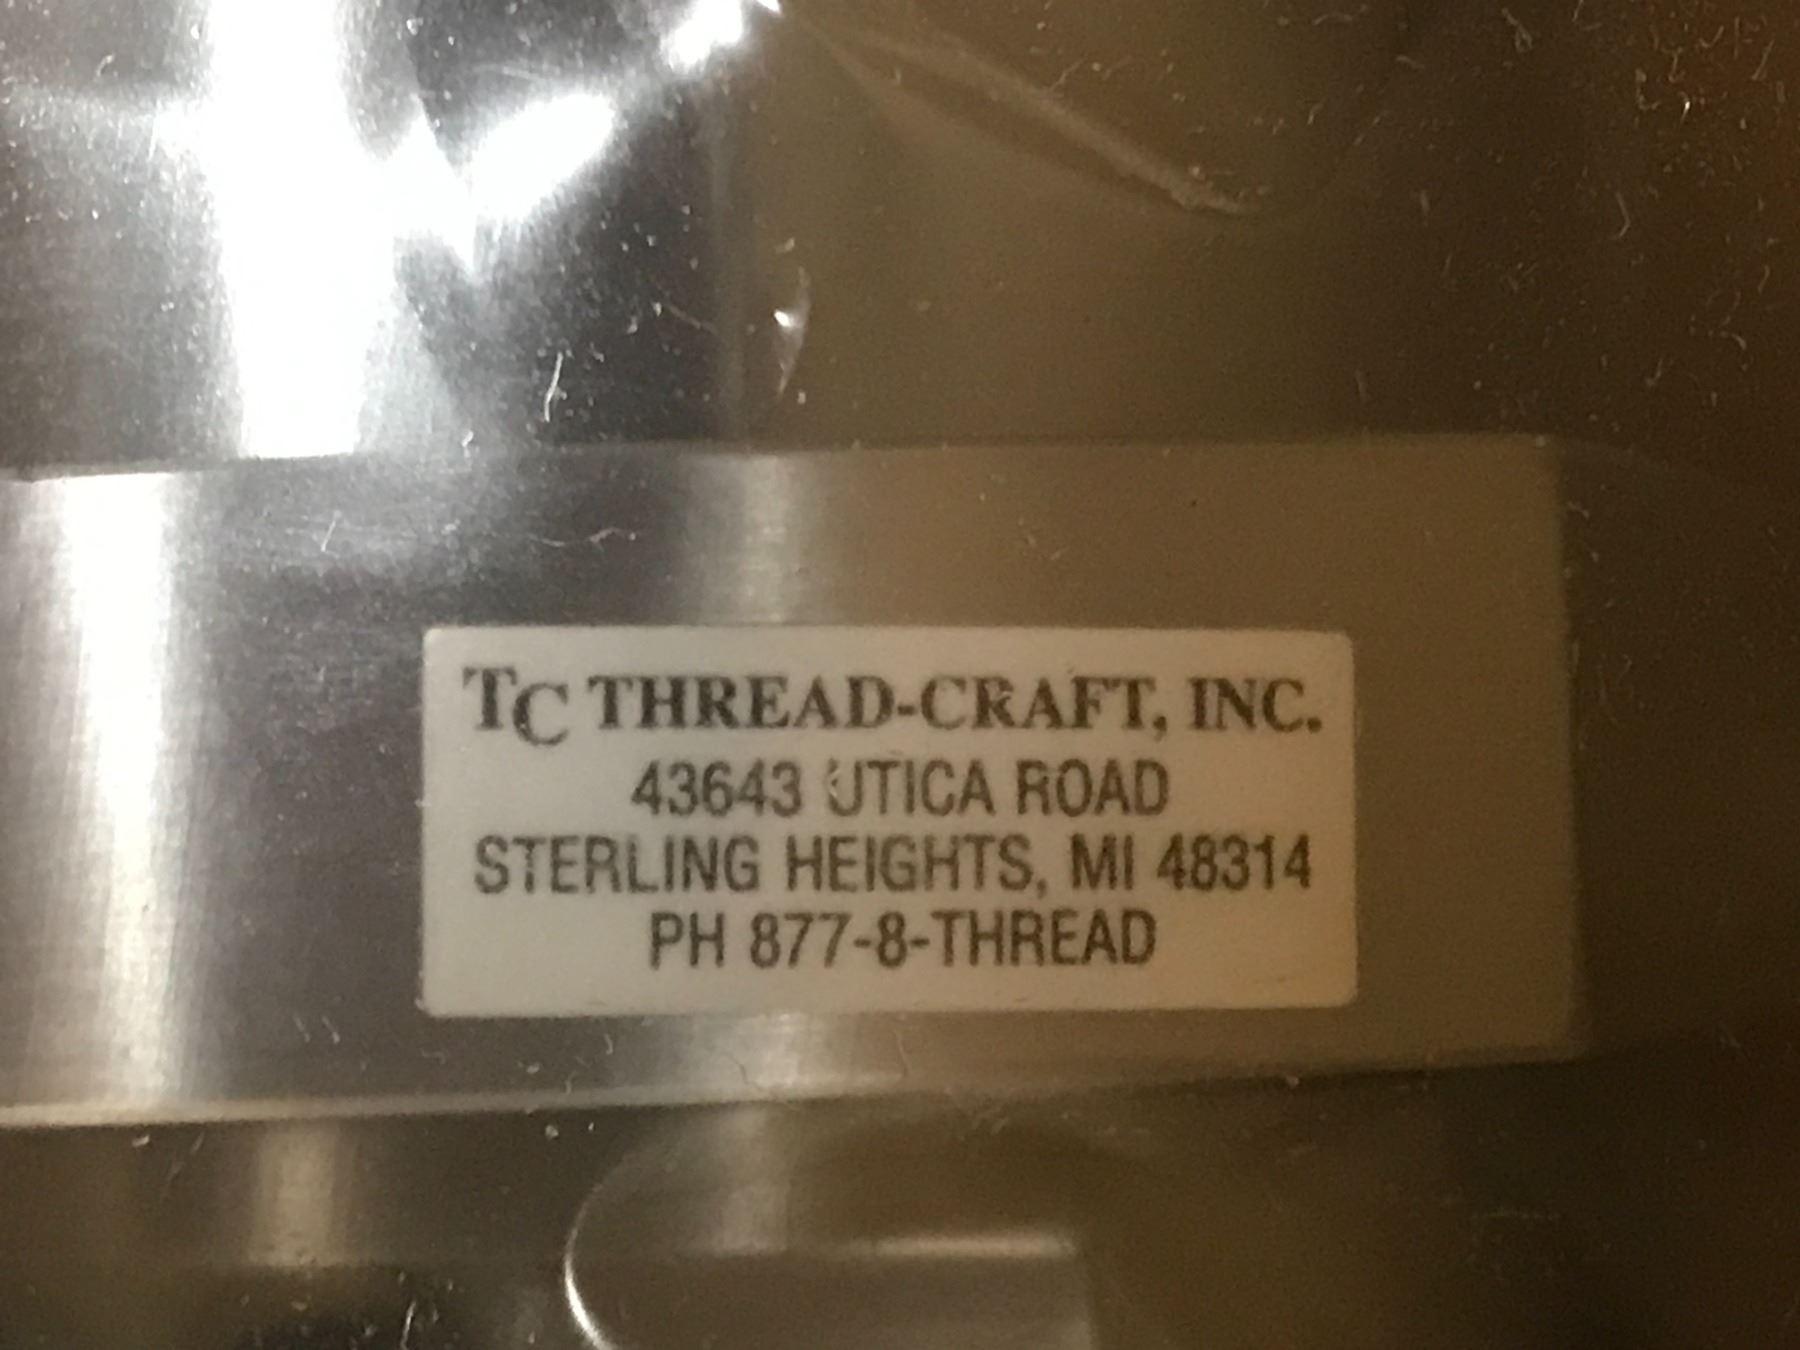 TC THREAD-CRAFT, INC.
43643 UTICA ROAD
STERLING HEIGHTS, MI 48314
PH 877-8-THREAD